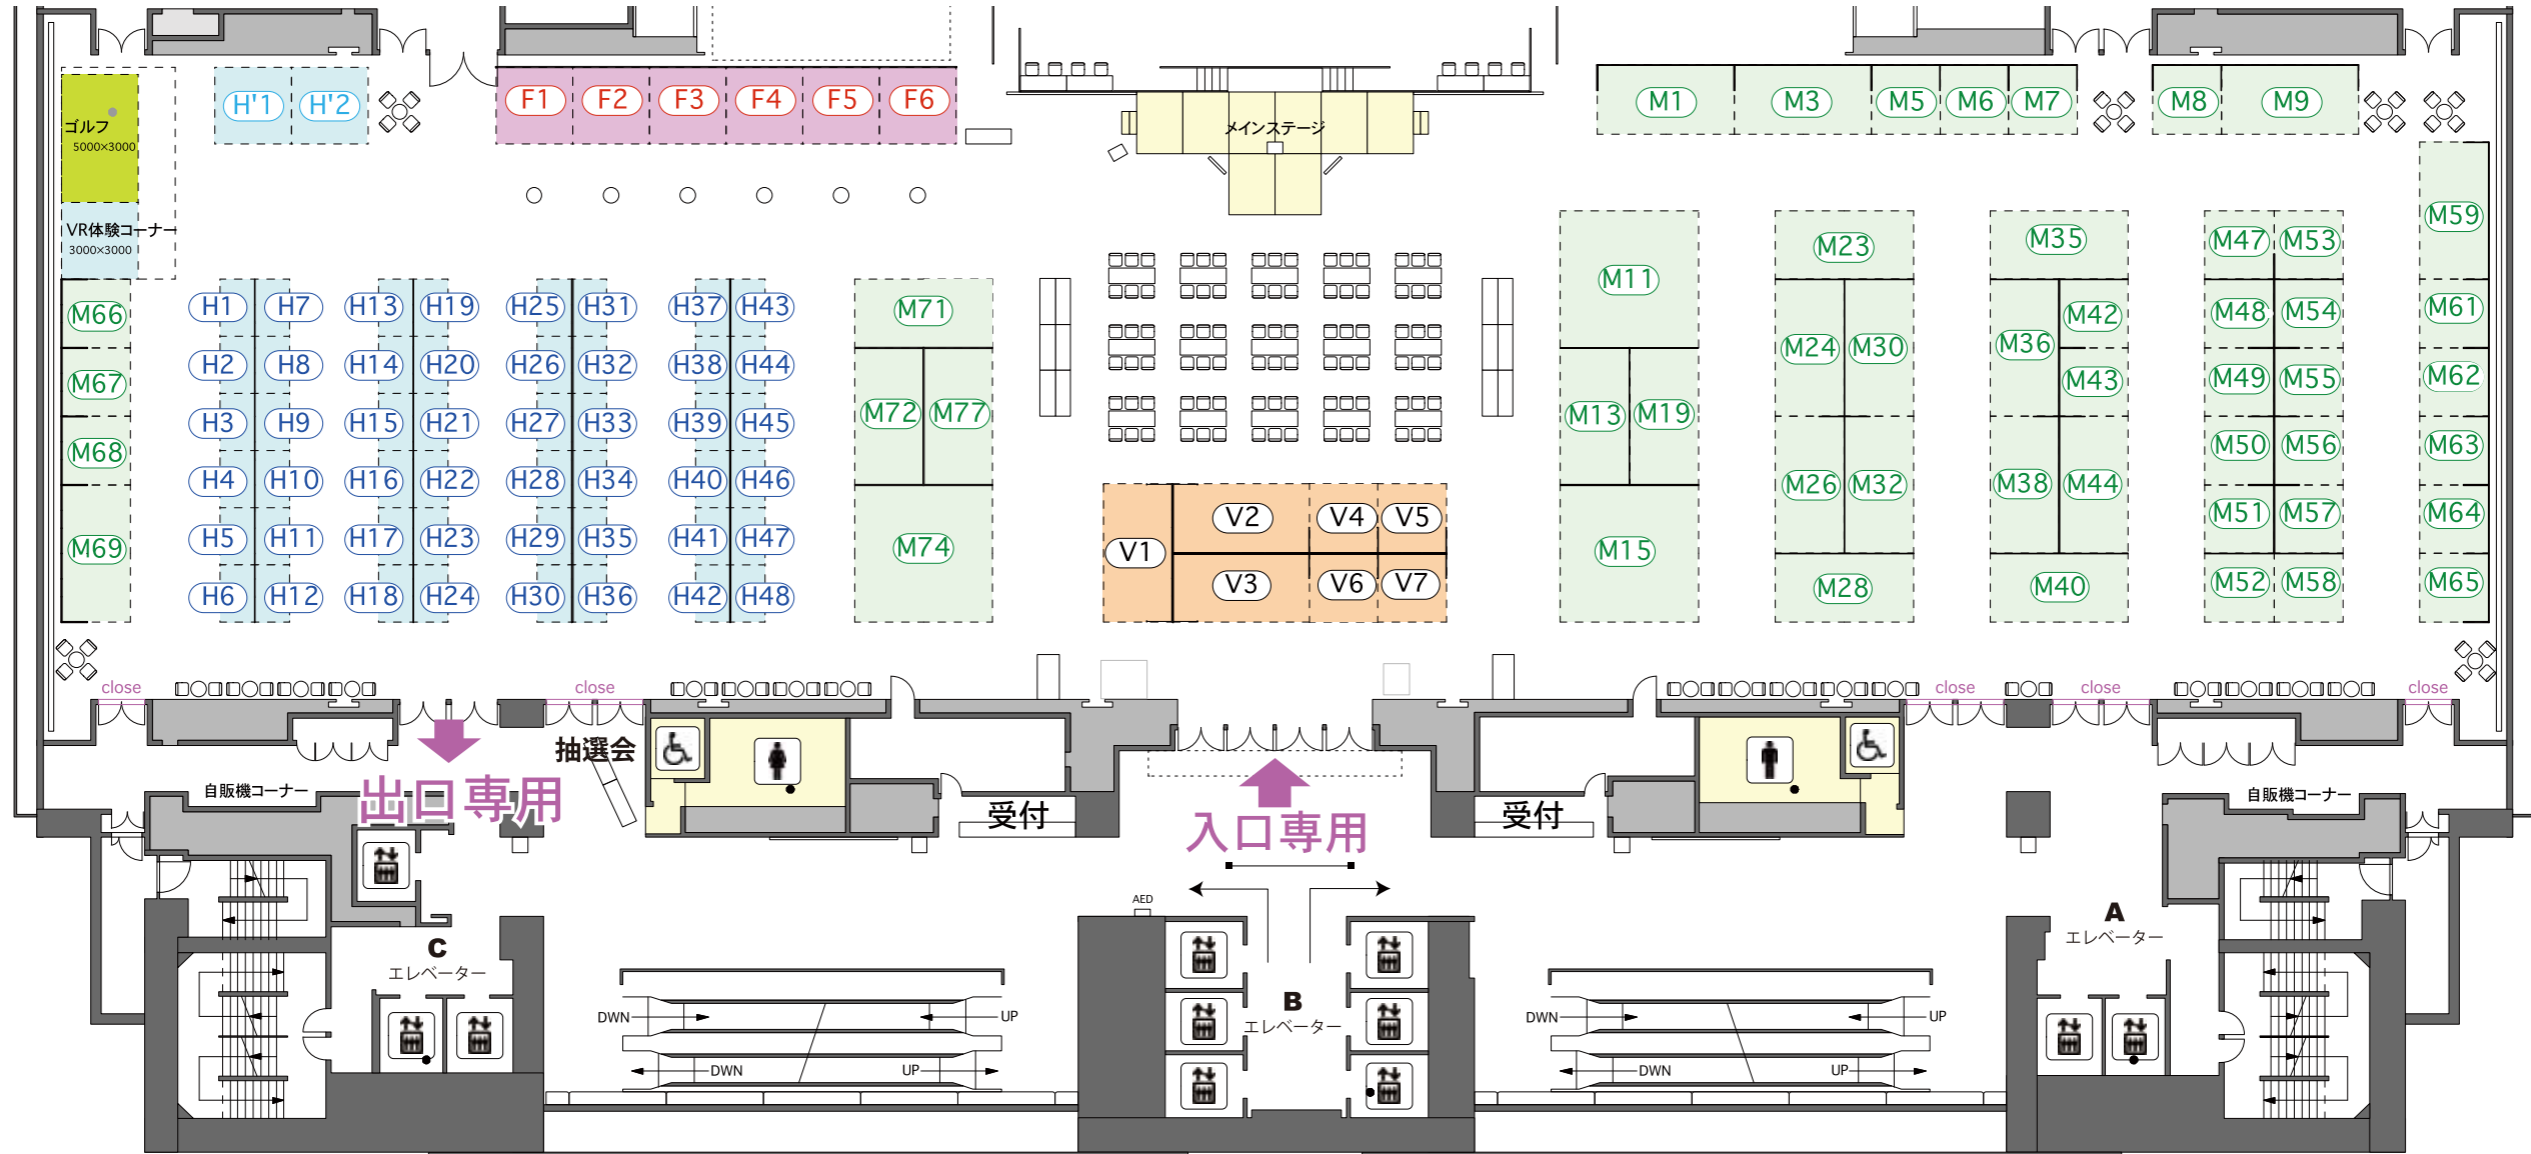 H'1 H'2 F1 F2 F3 F4 F5 F6 メインステージ M1 M3 M5 M6 M7 M8 M9
ゴルフ
5000×3000
VR体験コーナー
3000×3000
M66
M67
M68
M69
H1 H7 H13 H19 H25 H31 H37 H43
H2 H8 H14 H20 H26 H32 H38 H44
H3 H9 H15 H21 H27 H33 H39 H45
H4 H10 H16 H22 H28 H34 H40 H46
H5 H11 H17 H23 H29 H35 H41 H47
H6 H12 H18 H24 H30 H36 H42 H48
M71
M72 M77
M74
V1
V2 V4 V5
V3 V6 V7
M11
M13 M19
M15
M23
M24 M30
M26 M32
M28
M35
M36 M42
M43
M38 M44
M40
M47 M53
M48 M54
M49 M55
M50 M56
M51 M57
M52 M58
M59
M61
M62
M63
M64
M65
close close close close close
抽選会
自販機コーナー
出口専用
受付
入口専用
受付
自販機コーナー
AED
C
エレベーター
B
エレベーター
A
エレベーター
DWN UP
DWN UP
DWN UP
DWN UP